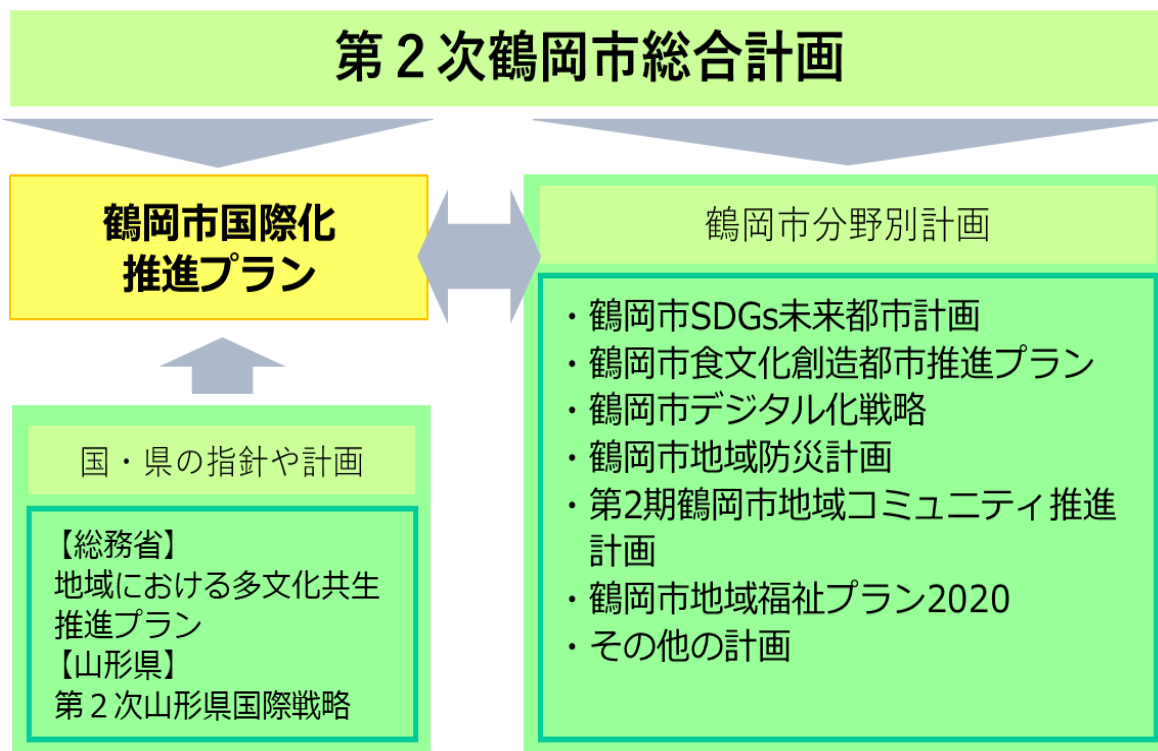 第２次鶴岡市総合計画
鶴岡市国際化
推進プラン
鶴岡市分野別計画
・鶴岡市SDGs未来都市計画
・鶴岡市食文化創造都市推進プラン
・鶴岡市デジタル化戦略
・鶴岡市地域防災計画
・第2期鶴岡市地域コミュニティ推進
計画
・鶴岡市地域福祉プラン2020
・その他の計画
国・県の指針や計画
【総務省】
地域における多文化共生
推進プラン
【山形県】
第２次山形県国際戦略